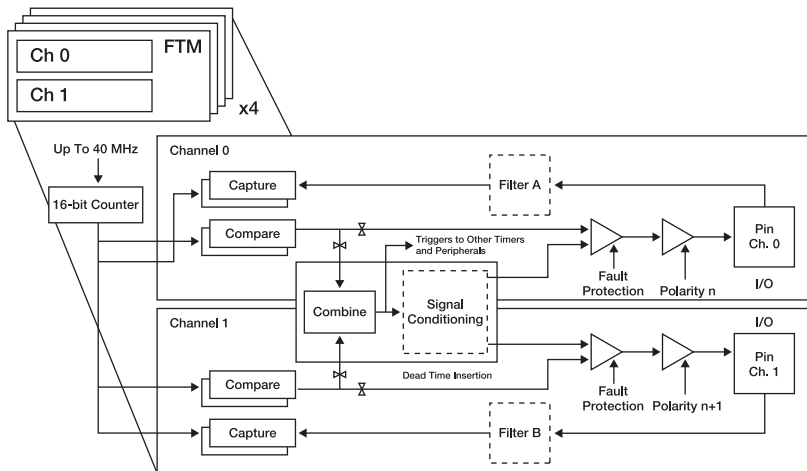 FTM
Ch 0
Ch 1
x4
Up To 40 MHz
16-bit Counter
Channel 0
Capture
Filter A
Compare
Triggers to Other Timers
and Peripherals
Fault
Protection
Polarity n
Pin
Ch. 0
I/O
Combine
Signal
Conditioning
Channel 1
I/O
Compare
Dead Time Insertion
Fault
Protection
Polarity n+1
Pin
Ch. 1
Capture
Filter B